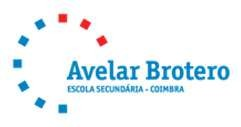 Avelar Brotero
ESCOLA SECUNDÁRIA - COIMBRA